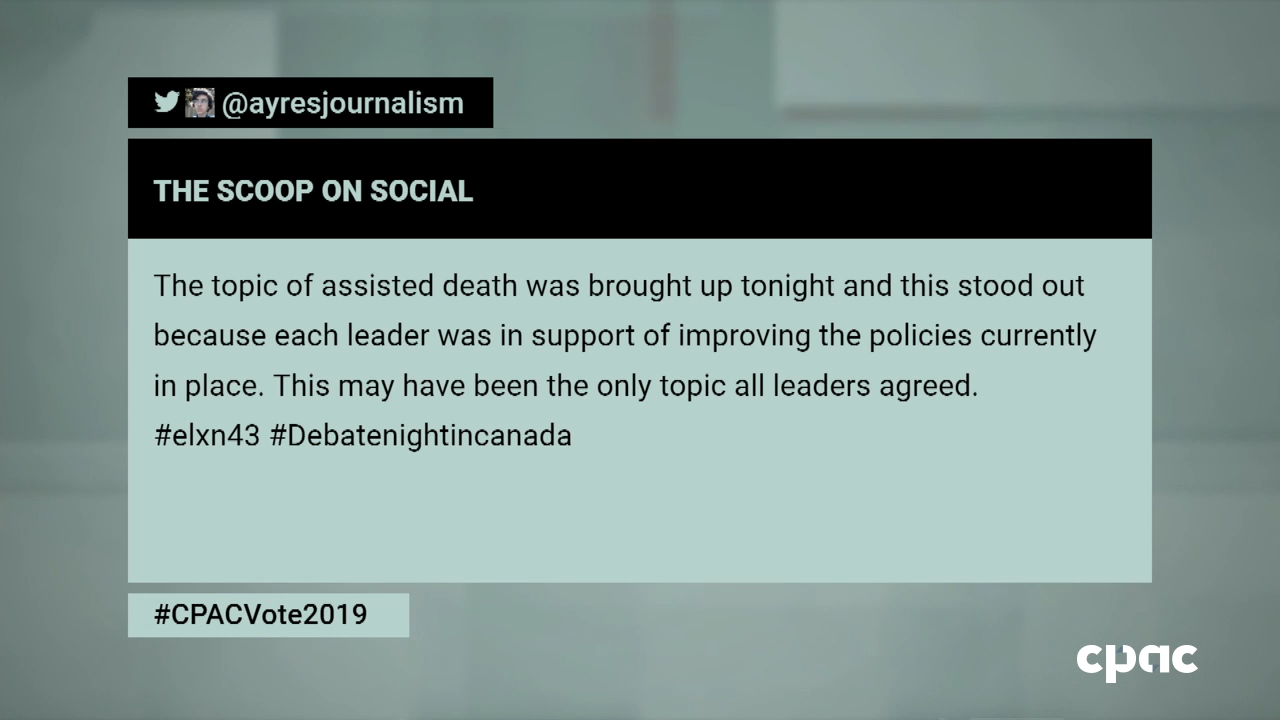 @ayresjournalism
THE SCOOP ON SOCIAL
The topic of assisted death was brought up tonight and this stood out
because each leader was in support of improving the policies currently
in place. This may have been the only topic all leaders agreed.
#elxn43 #Debatenightincanada
#CPACVote2019
cpac